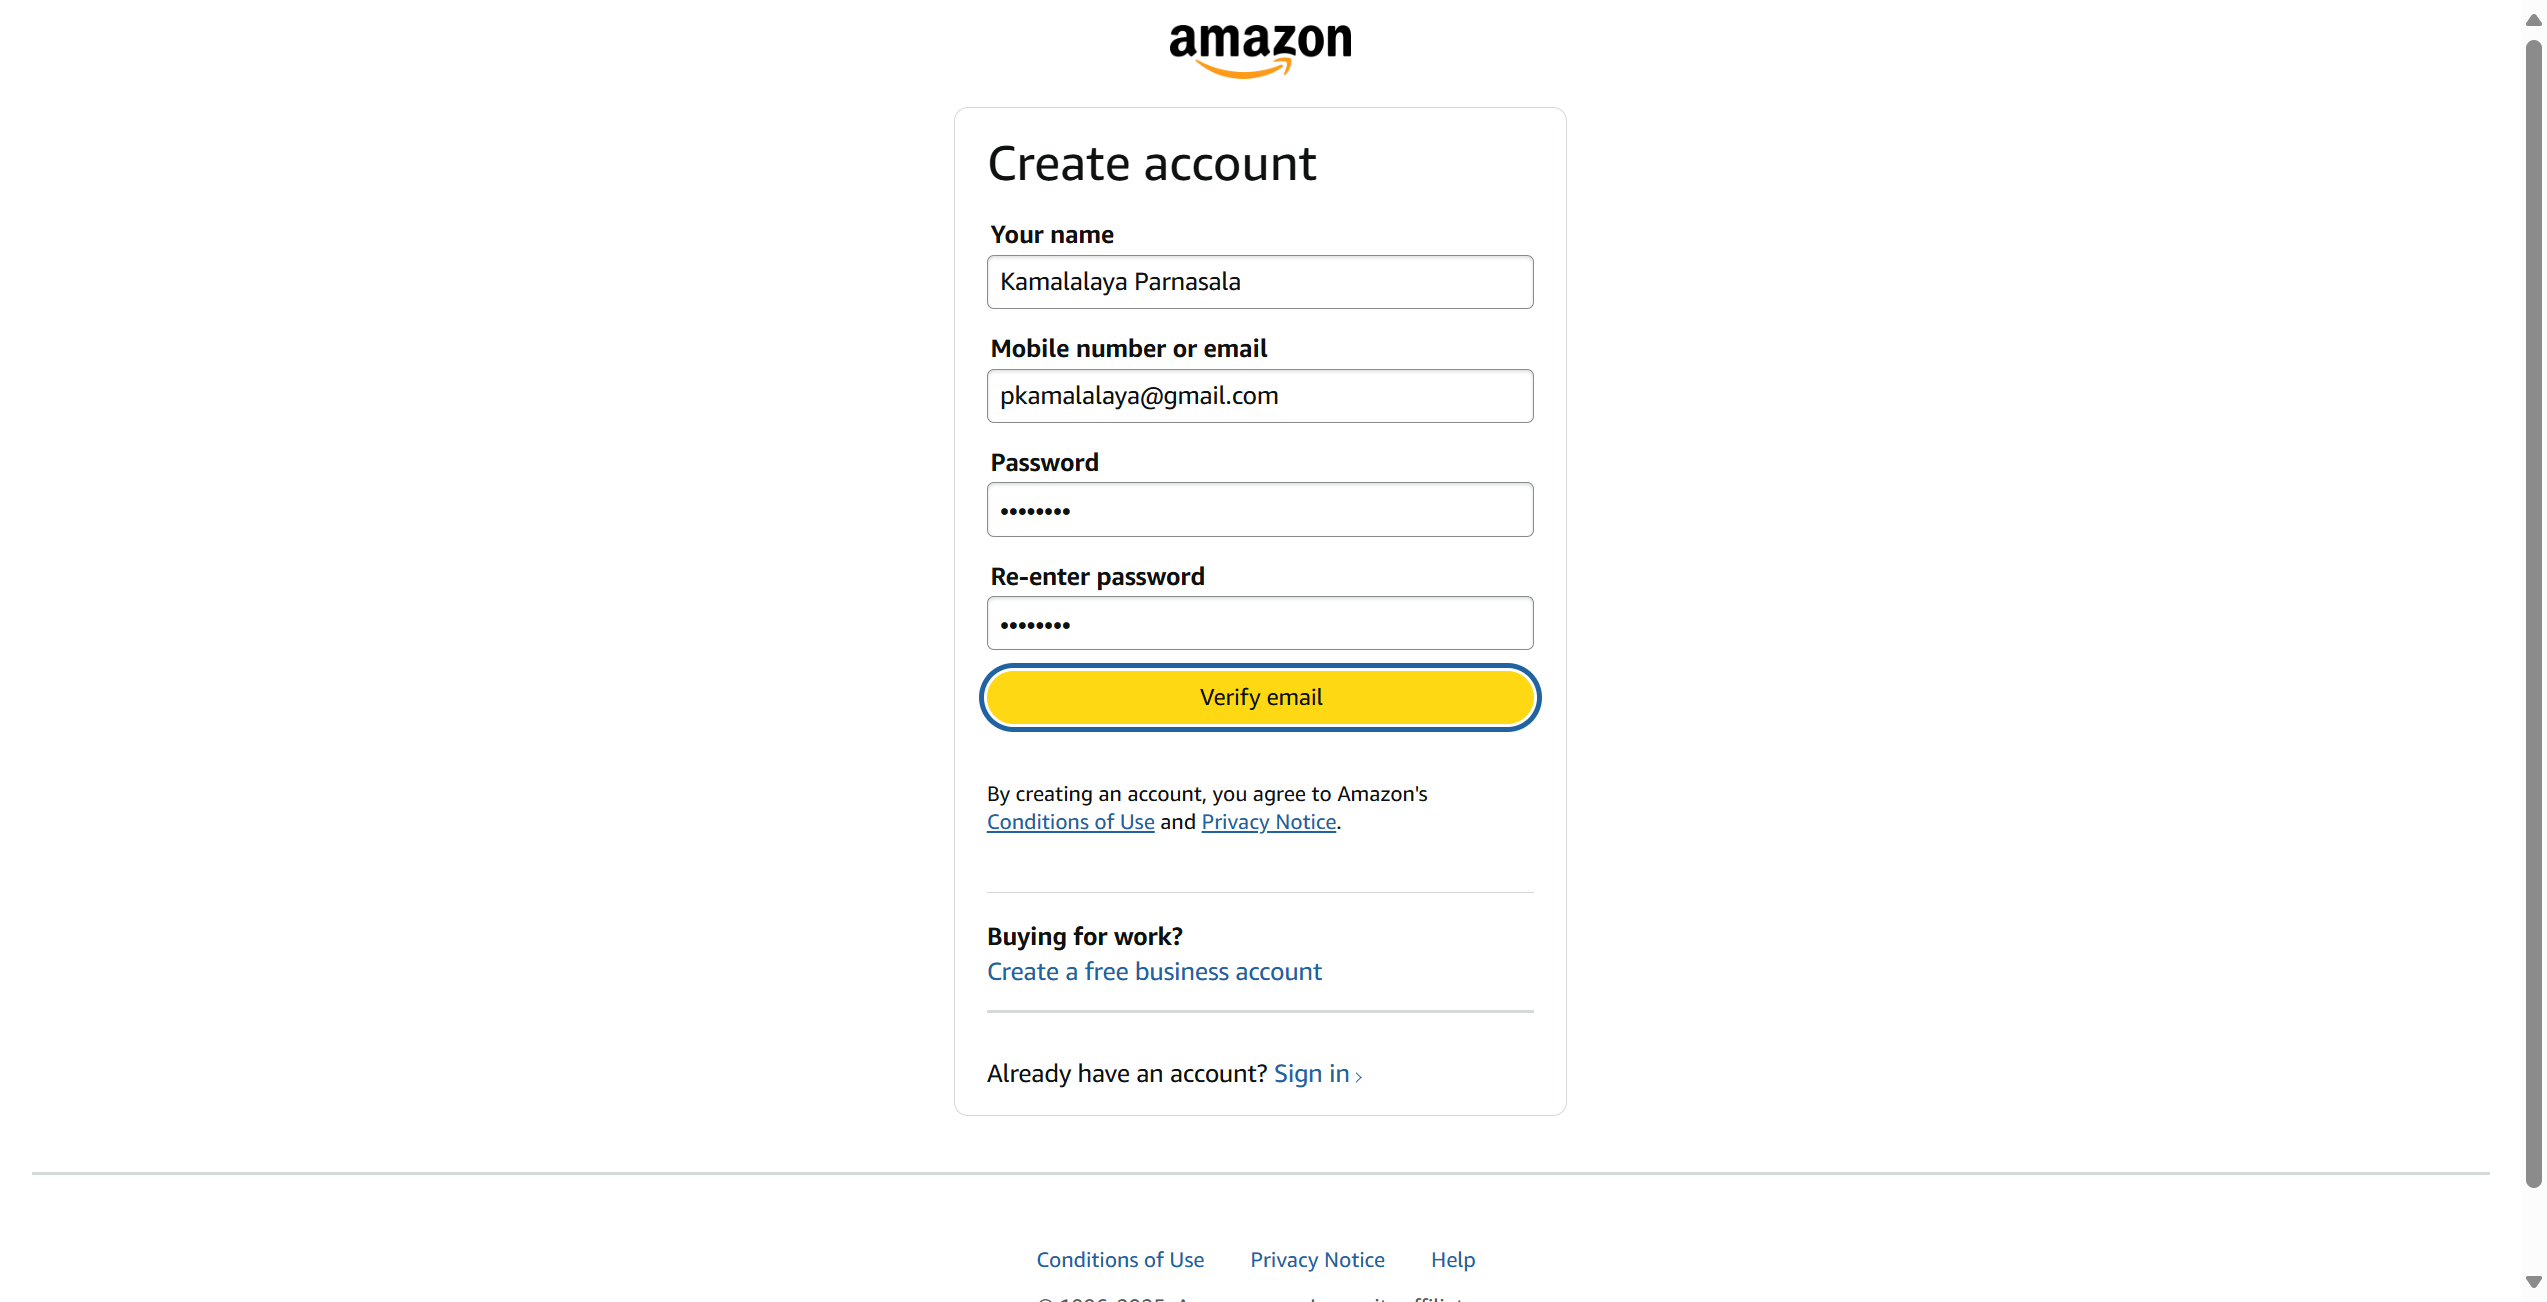 amazon
Create account
Your name
Kamalalaya Parnasala
Mobile number or email
pkamalalaya@gmail.com
Password
••••••••
Re-enter password
••••••••
Verify email
By creating an account, you agree to Amazon's
Conditions of Use and Privacy Notice.
Buying for work?
Create a free business account
Already have an account? Sign in ›
Conditions of Use Privacy Notice Help